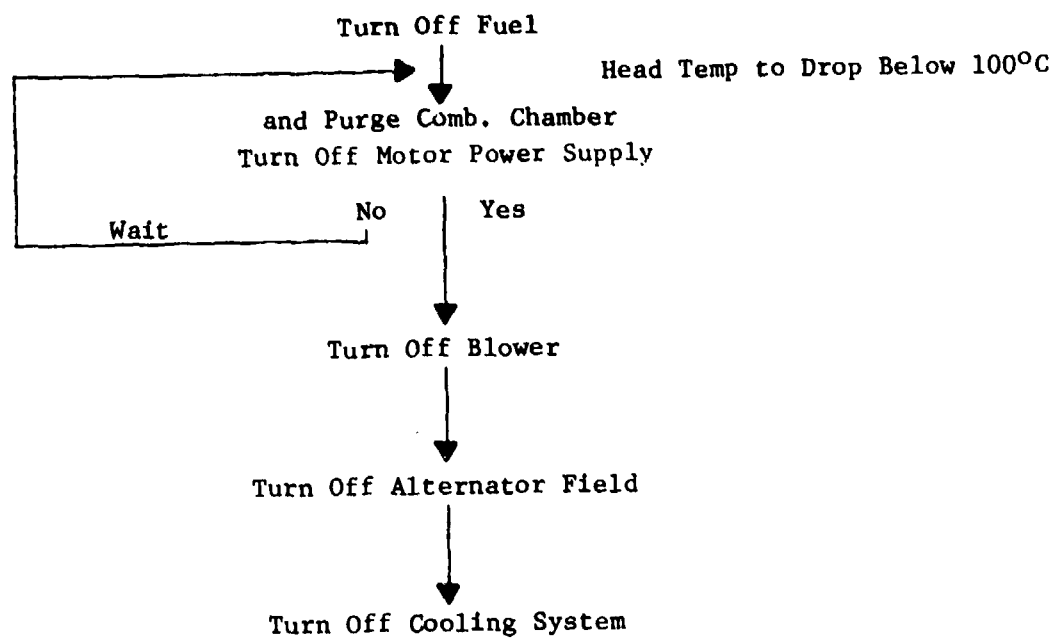 Turn Off Fuel
Head Temp to Drop Below 100°C
and Purge Comb. Chamber
Turn Off Motor Power Supply
No Yes
Wait
Turn Off Blower
Turn Off Alternator Field
Turn Off Cooling System